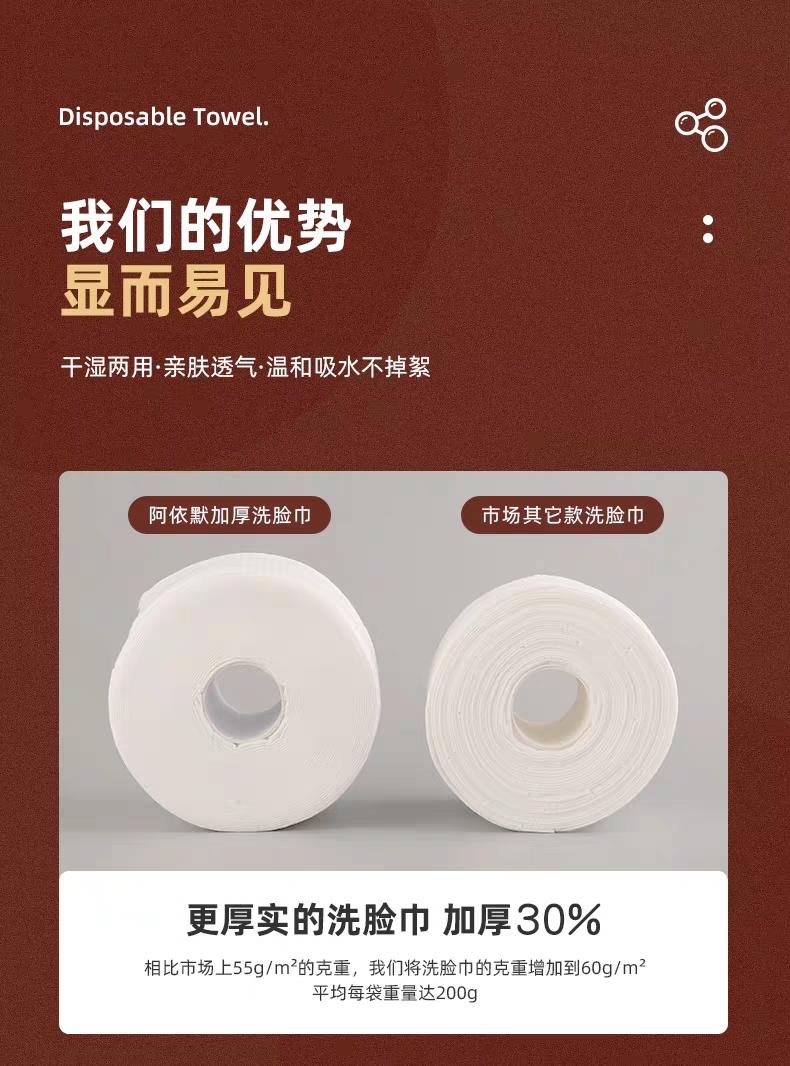 Disposable Towel.
我们的优势
显而易见
干湿两用·亲肤透气·温和吸水不掉絮
阿依默加厚洗脸巾
市场其它款洗脸巾
更厚实的洗脸巾 加厚30%
相比市场上55g/m²的克重，我们将洗脸巾的克重增加到60g/m²
平均每袋重量达200g